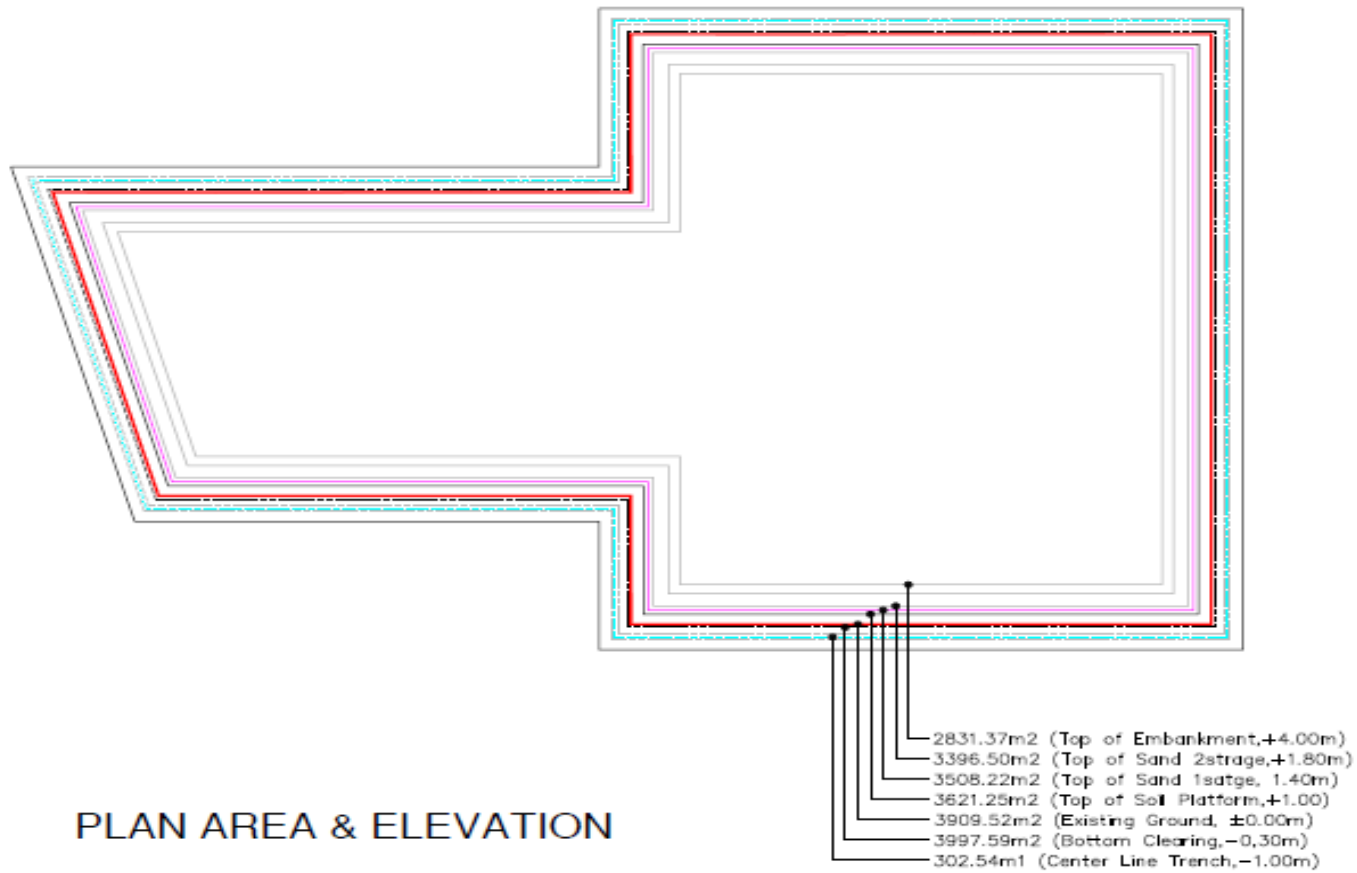 2831.37m2 (Top of Embankment,+4.00m)
3396.50m2 (Top of Sand 2strage,+1.80m)
3508.22m2 (Top of Sand 1satge, 1.40m)
3621.25m2 (Top of Soil Platform,+1.00)
3909.52m2 (Existing Ground, ±0.00m)
3997.59m2 (Bottom Clearing,-0,30m)
302.54m1 (Center Line Trench,-1.00m)
PLAN AREA & ELEVATION